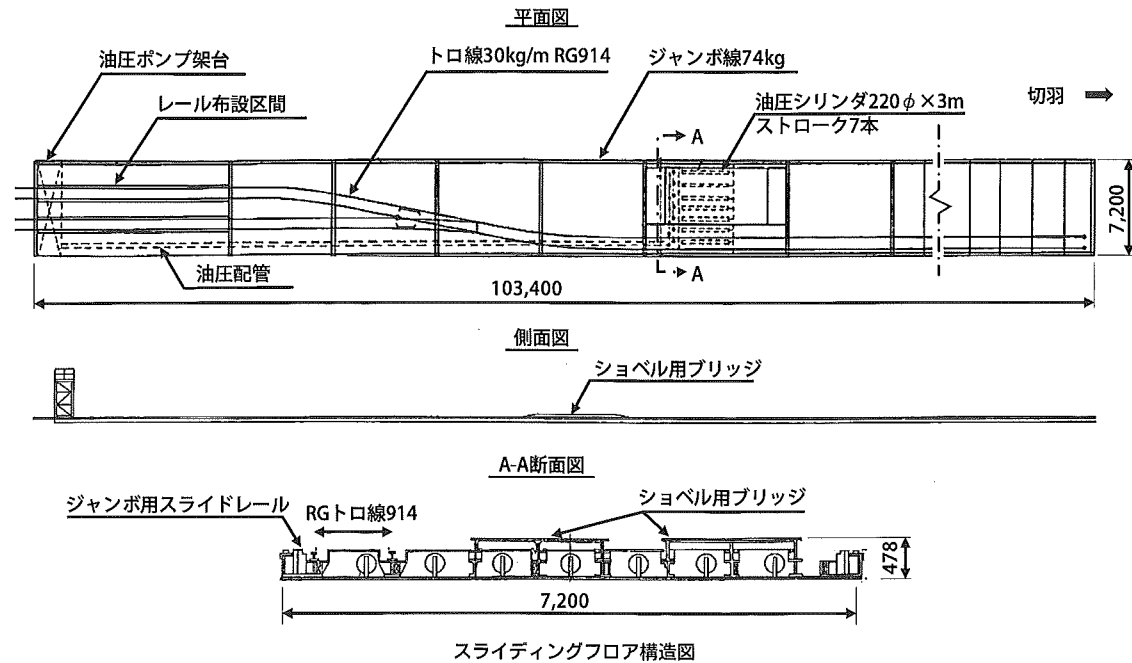 平面図
油圧ポンプ架台
トロ線30kg/m RG914
ジャンボ線74kg
レール布設区間
油圧シリンダ220φ×3m
ストローク7本
切羽
A
A
油圧配管
7,200
103,400
側面図
ショベル用ブリッジ
A-A断面図
ジャンボ用スライドレール
RGトロ線914
ショベル用ブリッジ
478
7,200
スライディングフロア構造図